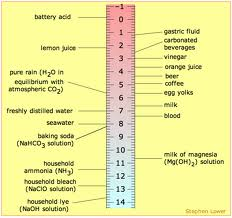 -1
battery acid
0
1
gastric fluid
carbonated
beverages
2
lemon juice
vinegar
3
orange juice
4
pure rain (H₂O in
equilibrium with
atmospheric CO₂)
beer
5
coffee
egg yolks
6
freshly distilled water
7
milk
blood
seawater
8
baking soda
(NaHCO₃ solution)
9
10
milk of magnesia
(Mg(OH)₂) solution)
household
ammonia (NH₃)
11
12
household bleach
(NaClO solution)
13
household lye
(NaOH solution)
14
Stephen Lower